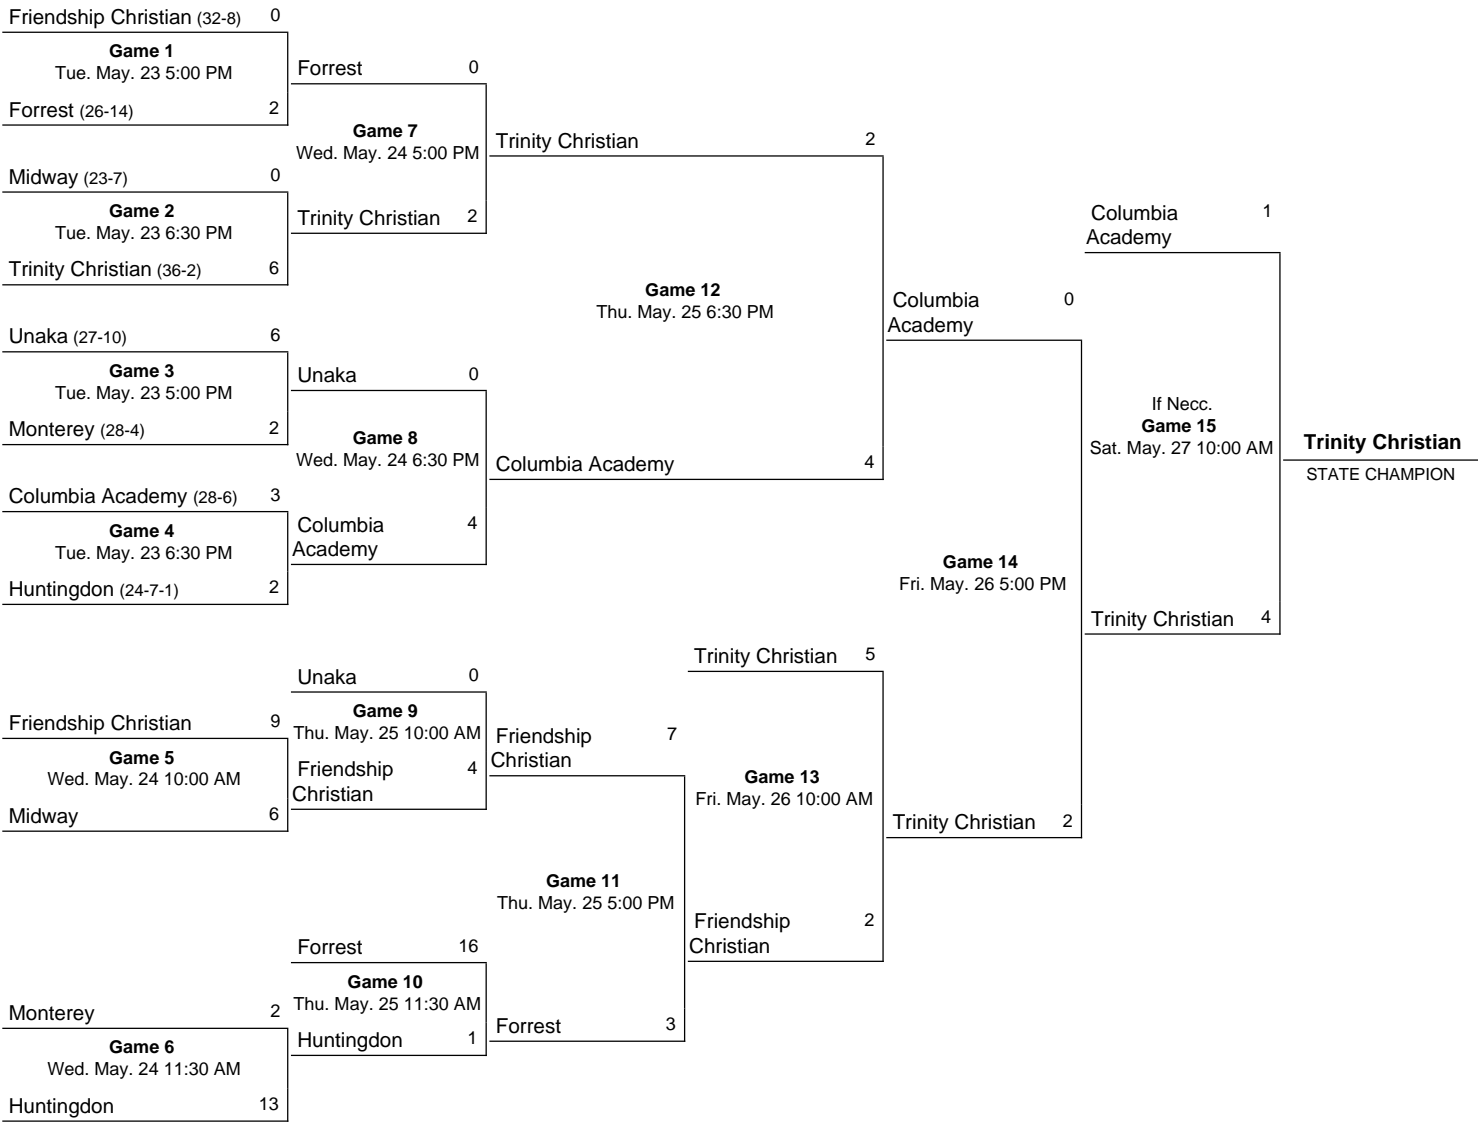 Friendship Christian (32-8) 0
Game 1
Tue. May. 23 5:00 PM
Forrest (26-14) 2
Midway (23-7) 0
Game 2
Tue. May. 23 6:30 PM
Trinity Christian (36-2) 6
Unaka (27-10) 6
Game 3
Tue. May. 23 5:00 PM
Monterey (28-4) 2
Columbia Academy (28-6) 3
Game 4
Tue. May. 23 6:30 PM
Huntingdon (24-7-1) 2
Friendship Christian 9
Game 5
Wed. May. 24 10:00 AM
Midway 6
Monterey 2
Game 6
Wed. May. 24 11:30 AM
Huntingdon 13
Forrest 0
Game 7
Wed. May. 24 5:00 PM
Trinity Christian 2
Unaka 0
Game 8
Wed. May. 24 6:30 PM
Columbia 4
Academy
Unaka 0
Game 9
Thu. May. 25 10:00 AM
Friendship 4
Christian
Forrest 16
Game 10
Thu. May. 25 11:30 AM
Huntingdon 1
Trinity Christian 2
Game 12
Thu. May. 25 6:30 PM
Columbia Academy 4
Friendship 7
Christian
Game 11
Thu. May. 25 5:00 PM
Forrest 3
Trinity Christian 5
Game 13
Fri. May. 26 10:00 AM
Friendship 2
Christian
Columbia 0
Academy
Game 14
Fri. May. 26 5:00 PM
Trinity Christian 2
Columbia 1
Academy
If Necc.
Game 15
Sat. May. 27 10:00 AM
Trinity Christian 4
Trinity Christian
STATE CHAMPION